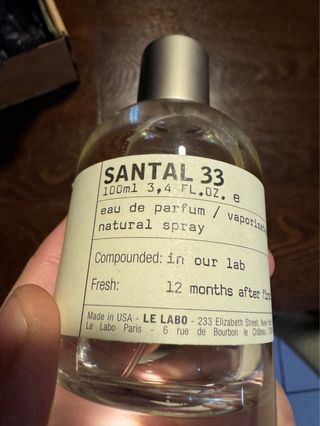 SANTAL 33
100ml 3,4 FL.OZ. e
eau de parfum /
natural spray
Compounded: in our lab
Fresh: 12 months after
Made in USA - LE LABO - 233 Elizabeth Street, New
Le Labo Paris - 6 rue de Bourbon le Château,